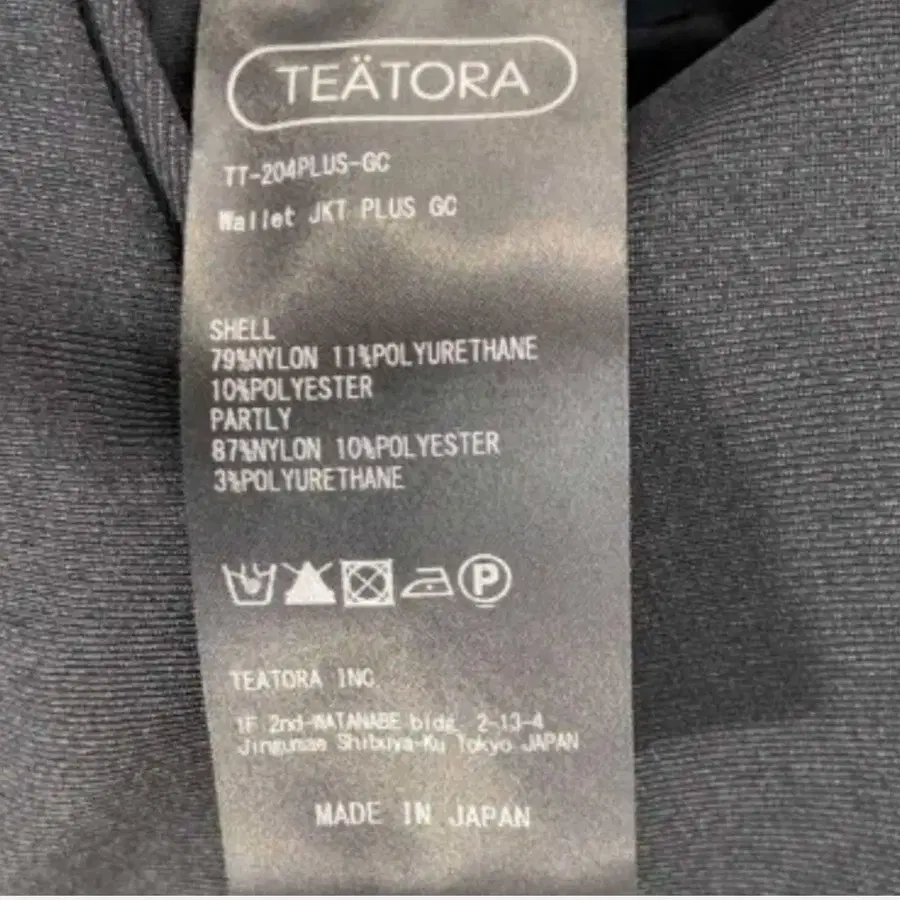 TEÄTORA
TT-204PLUS-GC
Wallet JKT PLUS GC
SHELL
79%NYLON 11%POLYURETHANE
10%POLYESTER
PARTLY
87%NYLON 10%POLYESTER
3%POLYURETHANE
P
TEATORA INC.
1F 2nd-WATANABE bldg. 2-13-4
Jingumae Shibuya-Ku Tokyo JAPAN
MADE IN JAPAN